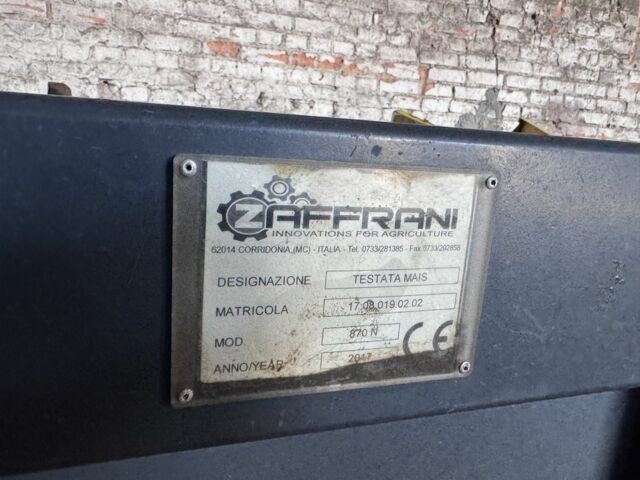 ZAFFRANI
INNOVATIONS FOR AGRICULTURE
62014 CORRIDONIA (MC) - ITALIA - Tel. 0733/281385 - Fax 0733/292858
DESIGNAZIONE TESTATA MAIS
MATRICOLA 17.08.019.02.02
MOD 870 N
ANNO/YEAR 2017
CE